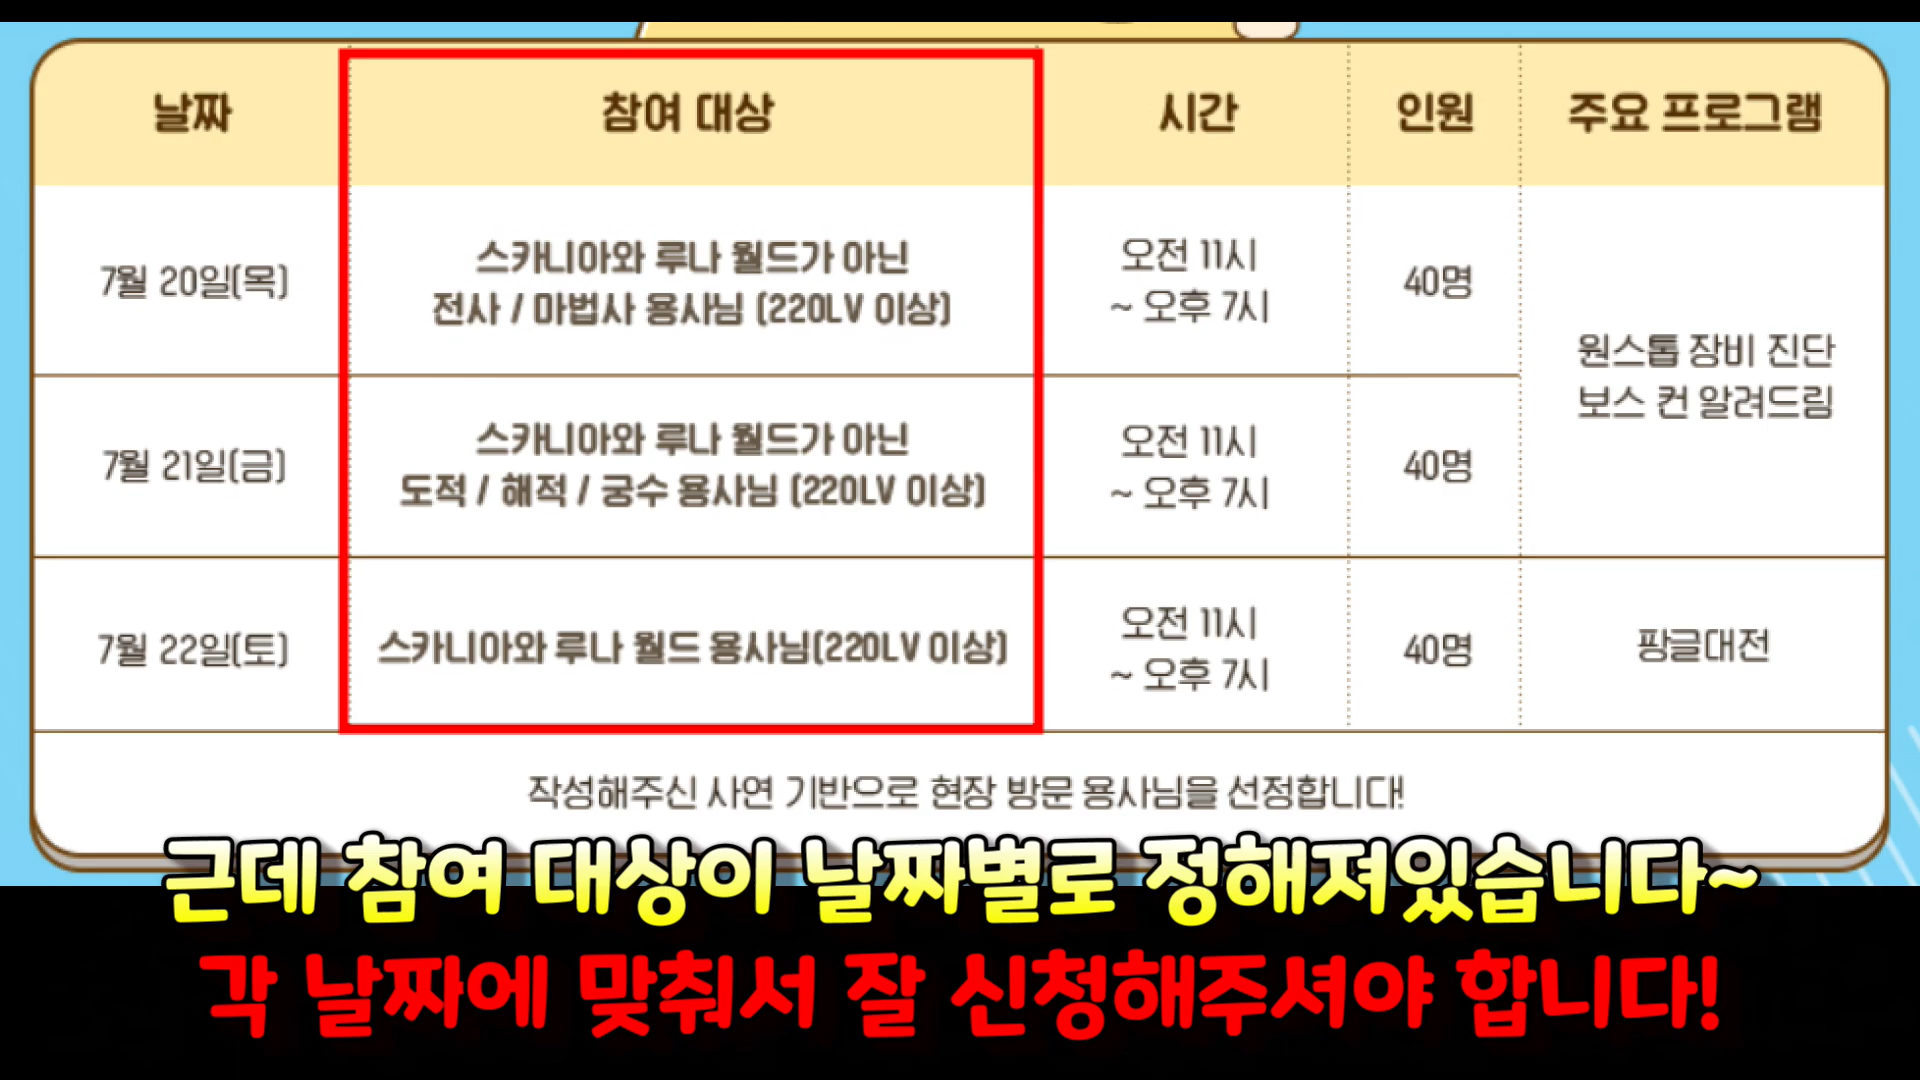 날짜
참여 대상
시간
인원
주요 프로그램
7월 20일(목)
스카니아와 루나 월드가 아닌
전사 / 마법사 용사님 (220LV 이상)
오전 11시
~ 오후 7시
40명
원스톱 장비 진단
보스 컨 알려드림
7월 21일(금)
스카니아와 루나 월드가 아닌
도적 / 해적 / 궁수 용사님 (220LV 이상)
오전 11시
~ 오후 7시
40명
7월 22일(토)
스카니아와 루나 월드 용사님(220LV 이상)
오전 11시
~ 오후 7시
40명
팡글대전
작성해주신 사연 기반으로 현장 방문 용사님을 선정합니다!
근데 참여 대상이 날짜별로 정해져있습니다~
각 날짜에 맞춰서 잘 신청해주셔야 합니다!